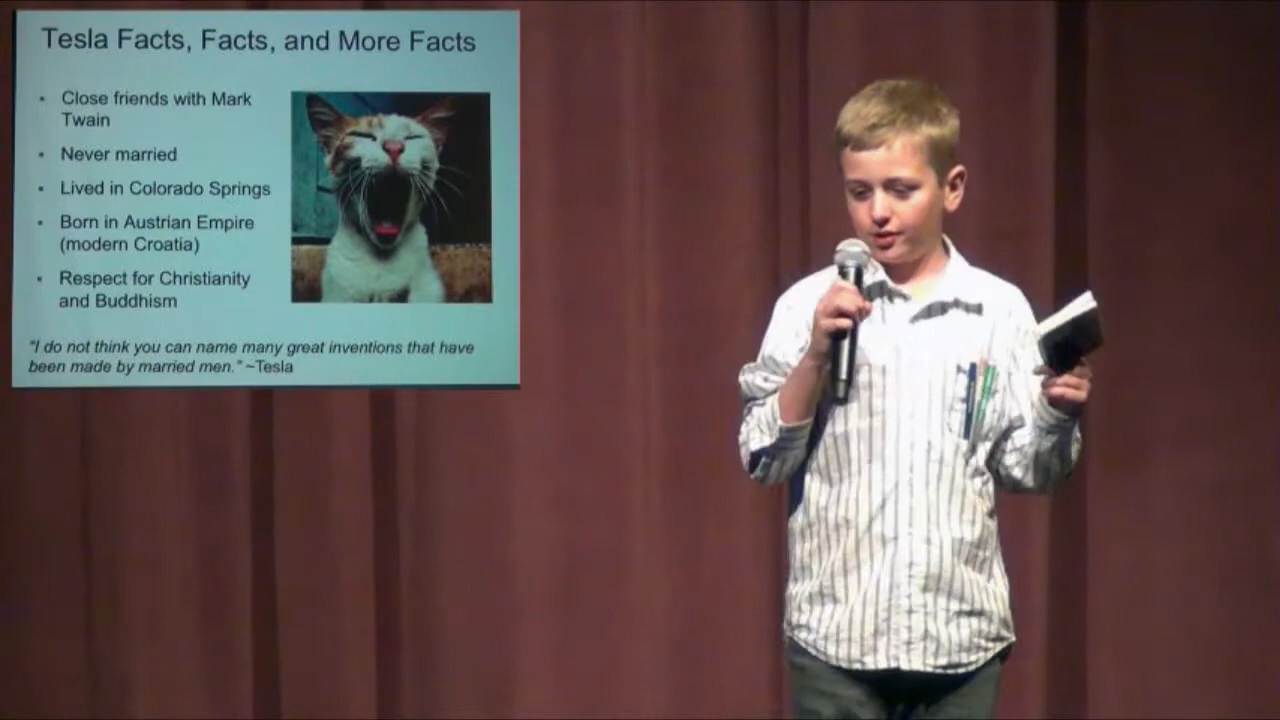 Tesla Facts, Facts, and More Facts
• Close friends with Mark
Twain
• Never married
• Lived in Colorado Springs
• Born in Austrian Empire
(modern Croatia)
• Respect for Christianity
and Buddhism
"I do not think you can name many great inventions that have
been made by married men." ~Tesla